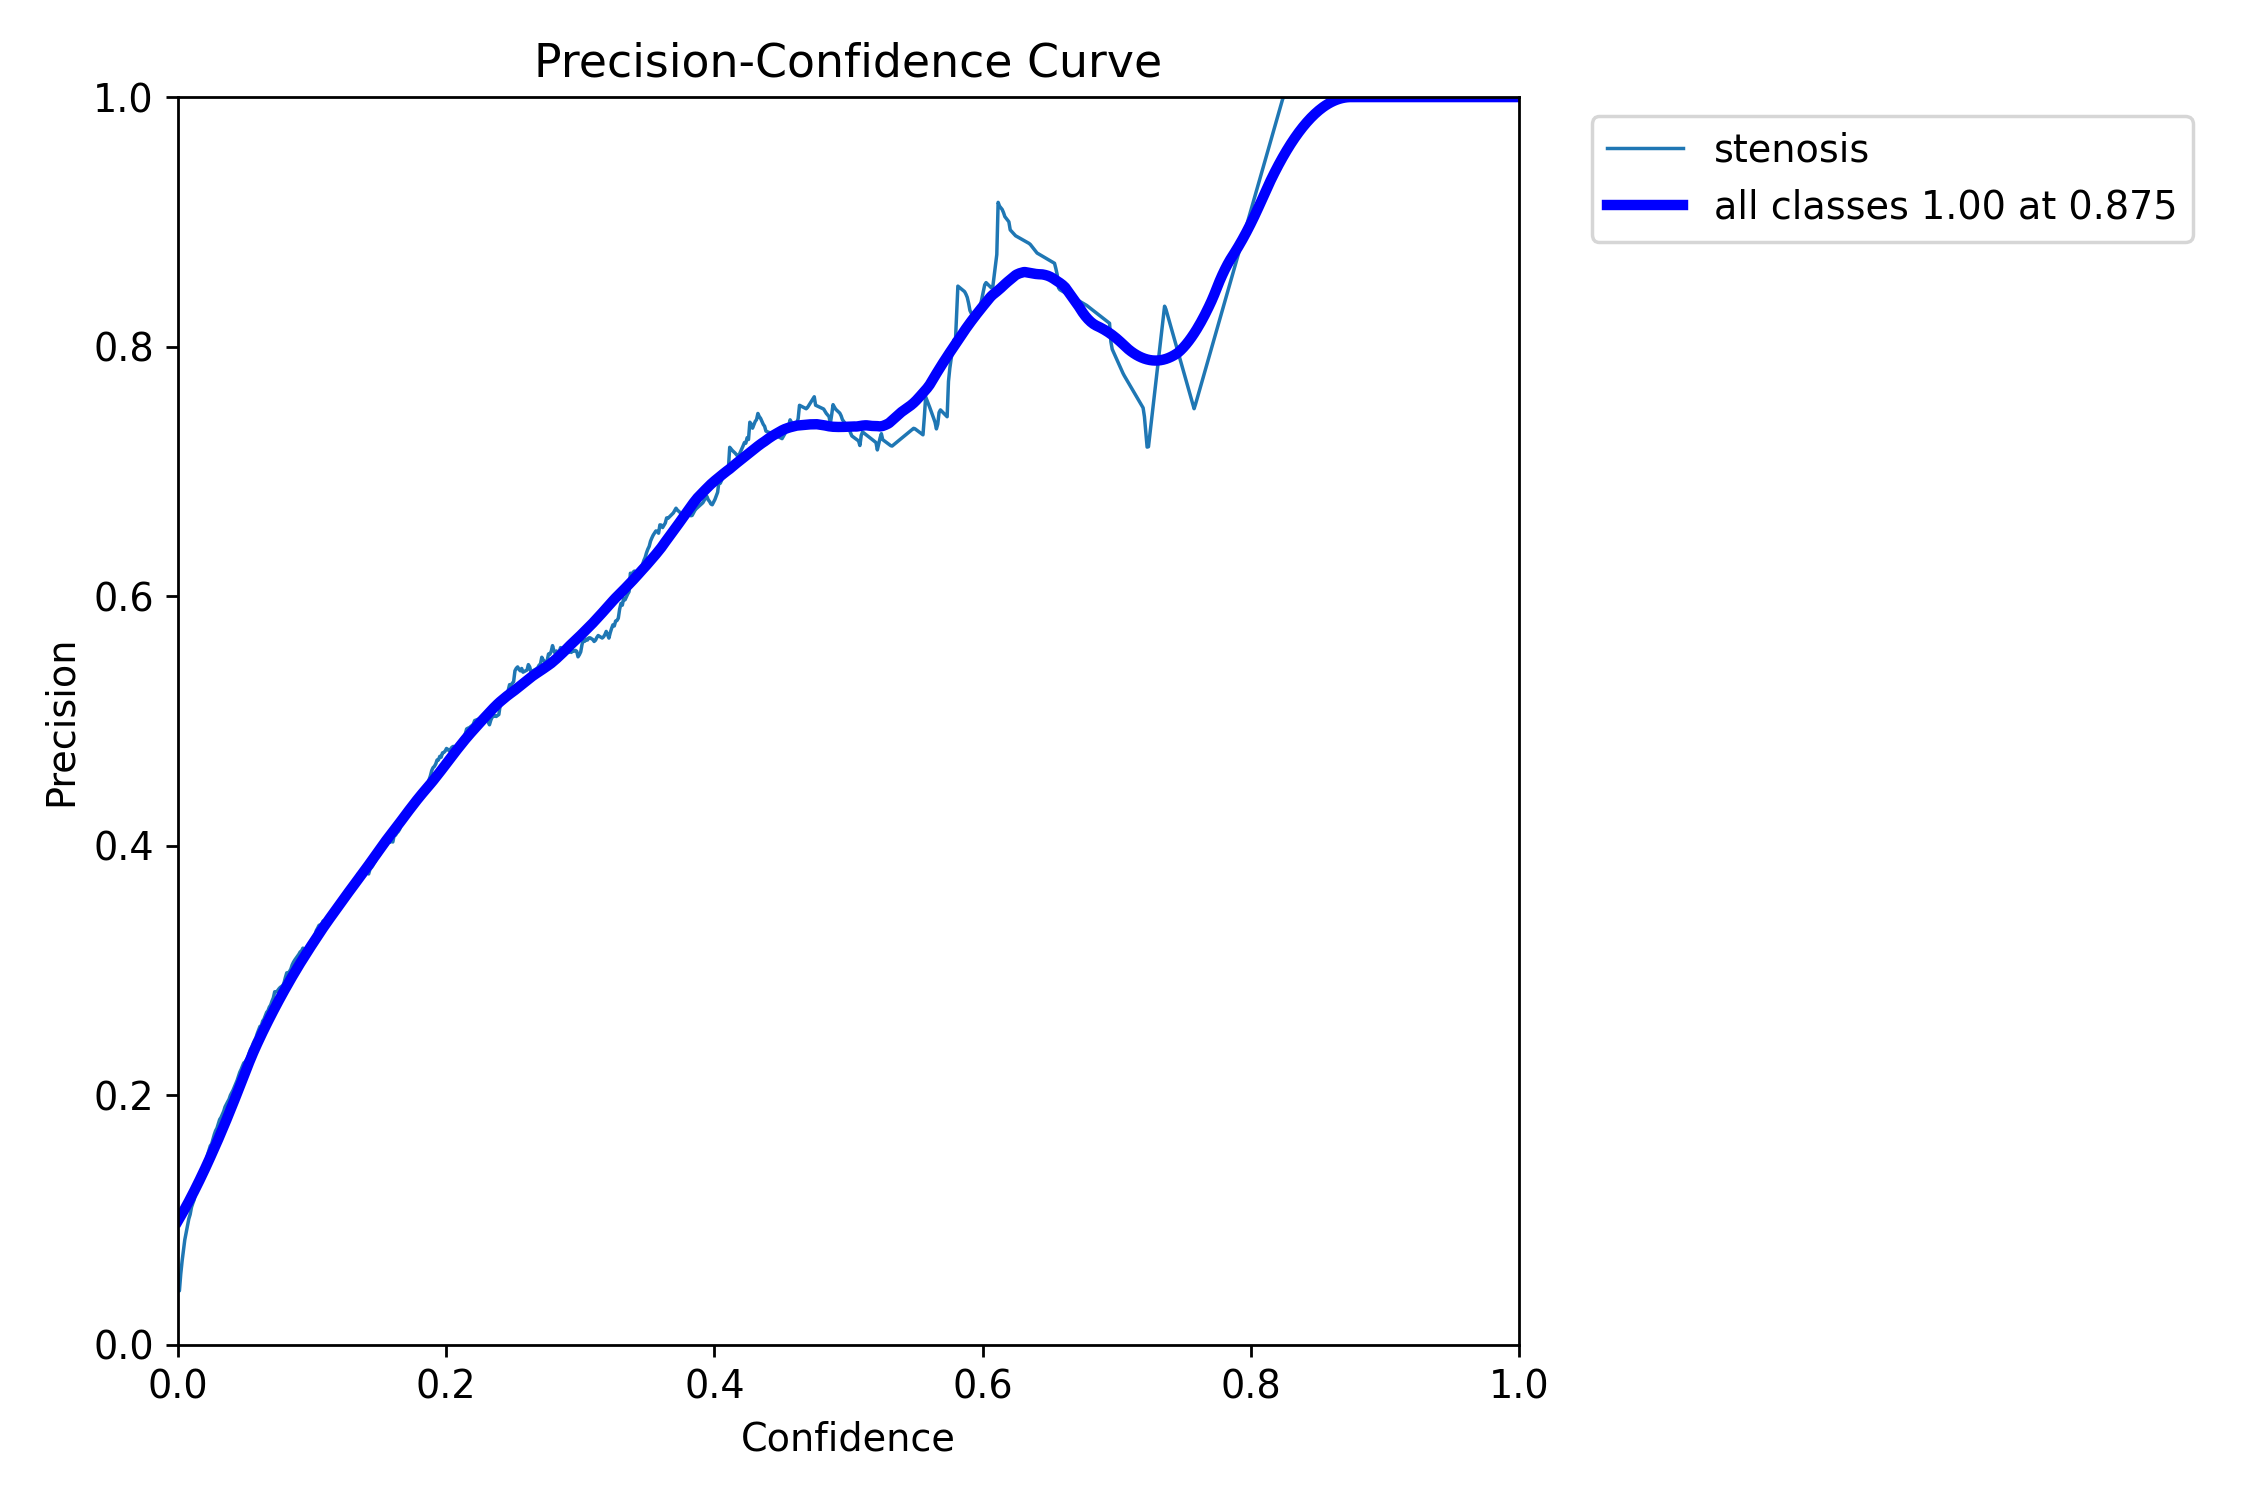 Precision-Confidence Curve
1.0
0.8
0.6
0.4
0.2
0.0
Precision
0.0 0.2 0.4 0.6 0.8 1.0
Confidence
stenosis
all classes 1.00 at 0.875